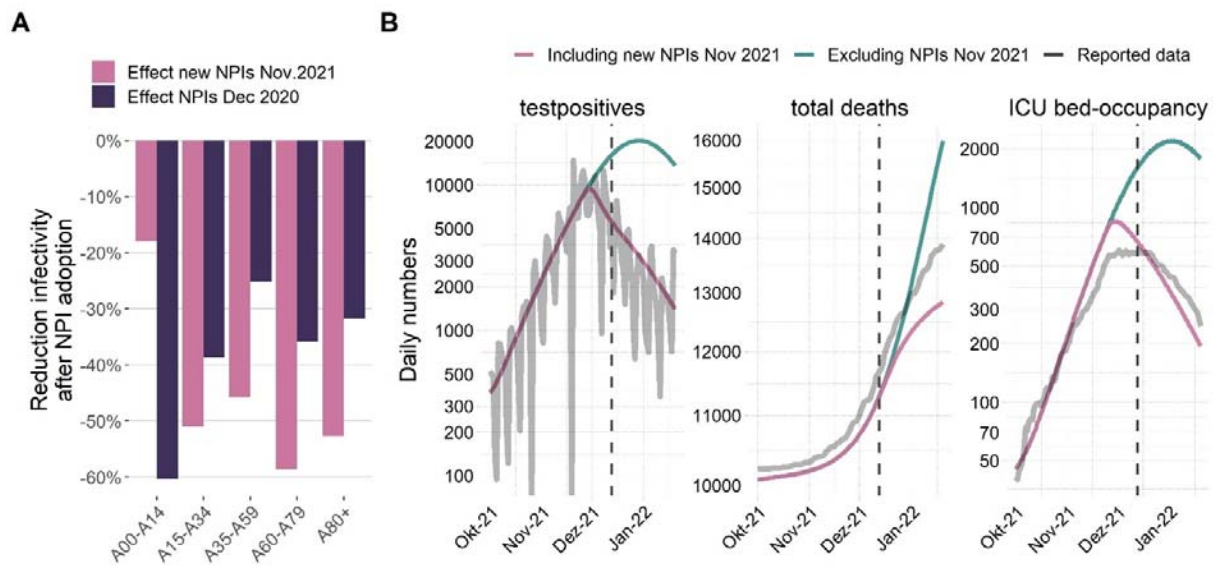 A
Effect new NPIs Nov.2021
Effect NPIs Dec 2020
Reduction infectivity
after NPI adoption
0%
-10%
-20%
-30%
-40%
-50%
-60%
A00-A14
A15-A34
A35-A59
A60-A79
A80+
B
Including new NPIs Nov 2021
Excluding NPIs Nov 2021
Reported data
Daily numbers
testpositives
20000
10000
5000
3000
2000
1000
500
300
200
100
Okt-21
Nov-21
Dez-21
Jan-22
total deaths
16000
15000
14000
13000
12000
11000
10000
Okt-21
Nov-21
Dez-21
Jan-22
ICU bed-occupancy
2000
1000
700
500
300
200
100
70
50
Okt-21
Nov-21
Dez-21
Jan-22